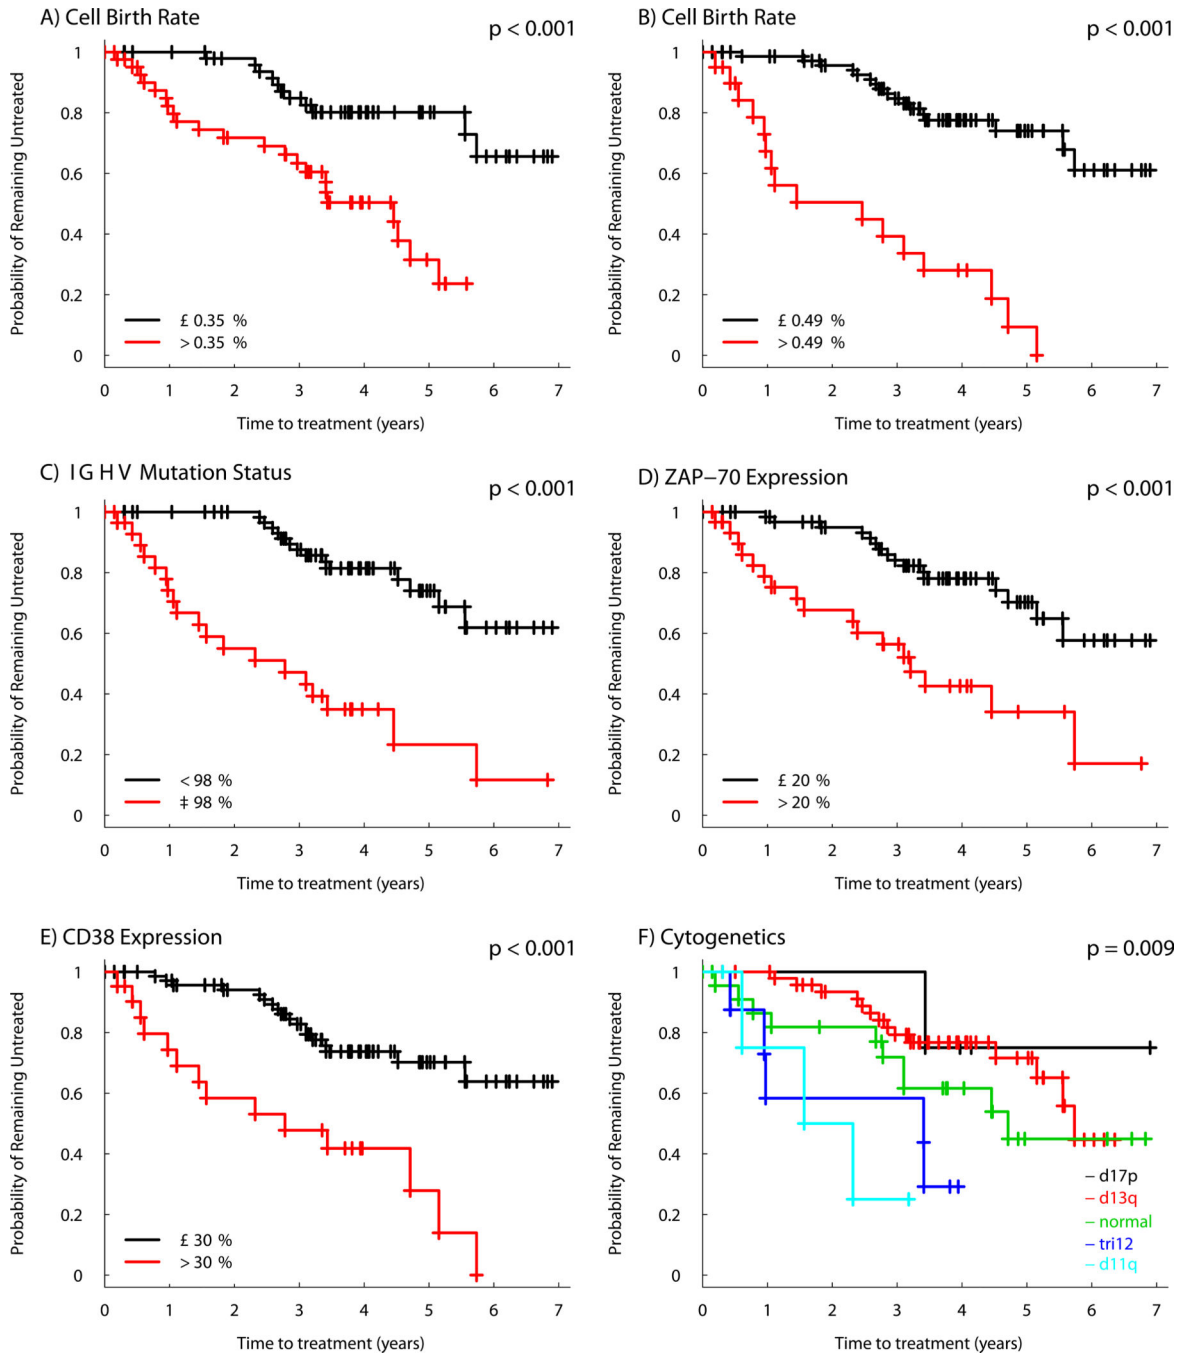 A) Cell Birth Rate
p < 0.001
Probability of Remaining Untreated
1
0.8
0.6
0.4
0.2
0
£ 0.35 %
> 0.35 %
0 1 2 3 4 5 6 7
Time to treatment (years)
B) Cell Birth Rate
p < 0.001
Probability of Remaining Untreated
1
0.8
0.6
0.4
0.2
0
£ 0.49 %
> 0.49 %
0 1 2 3 4 5 6 7
Time to treatment (years)
C) IGHV Mutation Status
p < 0.001
Probability of Remaining Untreated
1
0.8
0.6
0.4
0.2
0
< 98 %
‡ 98 %
0 1 2 3 4 5 6 7
Time to treatment (years)
D) ZAP−70 Expression
p < 0.001
Probability of Remaining Untreated
1
0.8
0.6
0.4
0.2
0
£ 20 %
> 20 %
0 1 2 3 4 5 6 7
Time to treatment (years)
E) CD38 Expression
p < 0.001
Probability of Remaining Untreated
1
0.8
0.6
0.4
0.2
0
£ 30 %
> 30 %
0 1 2 3 4 5 6 7
Time to treatment (years)
F) Cytogenetics
p = 0.009
Probability of Remaining Untreated
1
0.8
0.6
0.4
0.2
0
− d17p
− d13q
− normal
− tri12
− d11q
0 1 2 3 4 5 6 7
Time to treatment (years)